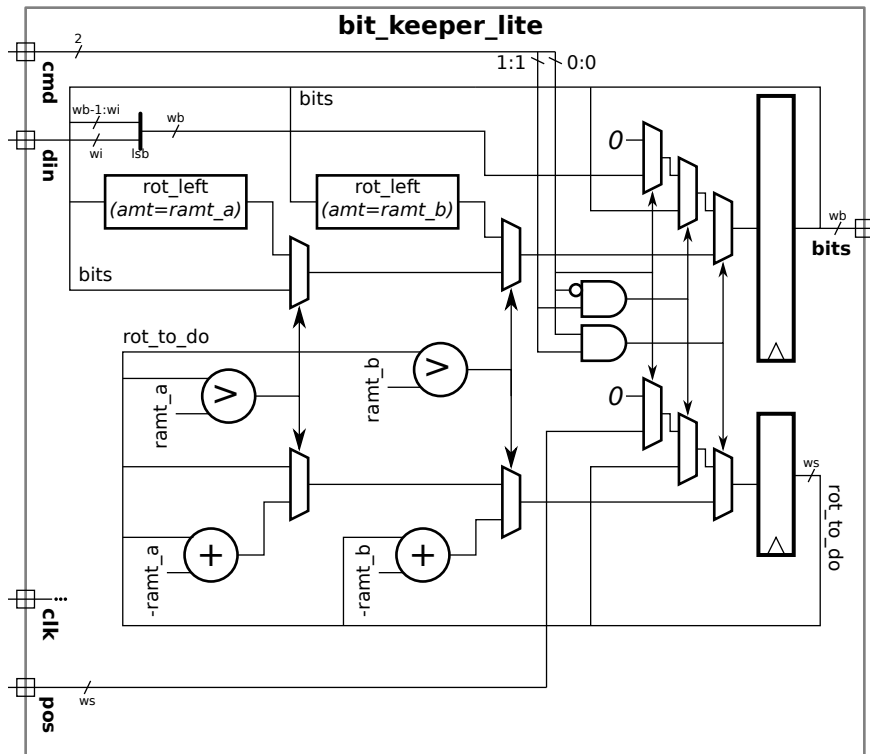 bit_keeper_lite
2
cmd
1:1
0:0
bits
wb-1:wi
wb
0
din
wi
lsb
rot_left
(amt=ramt_a)
rot_left
(amt=ramt_b)
wb
bits
bits
rot_to_do
>
ramt_b
>
ramt_a
0
ws
rot_to_do
+
-ramt_a
+
-ramt_b
clk
...
pos
ws